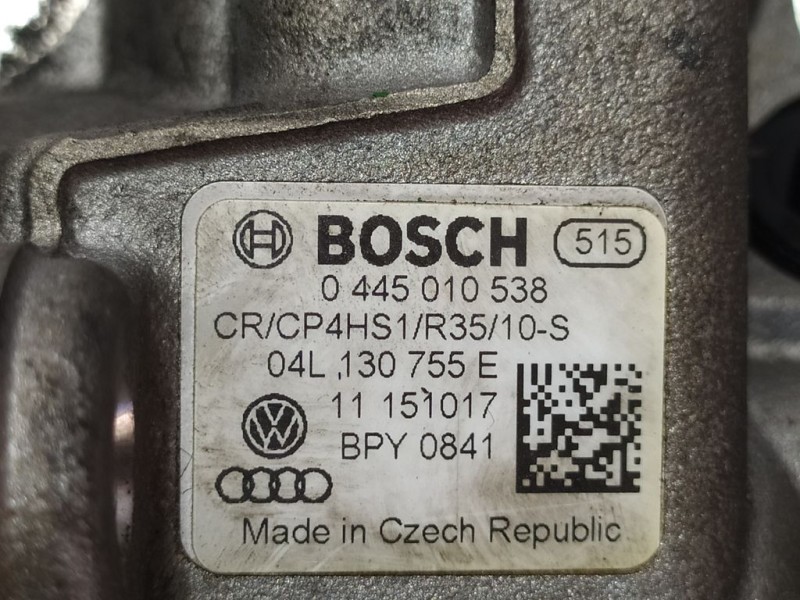 BOSCH 515
0 445 010 538
CR/CP4HS1/R35/10-S
04L 130 755 E
11 151017
BPY 0841
Made in Czech Republic